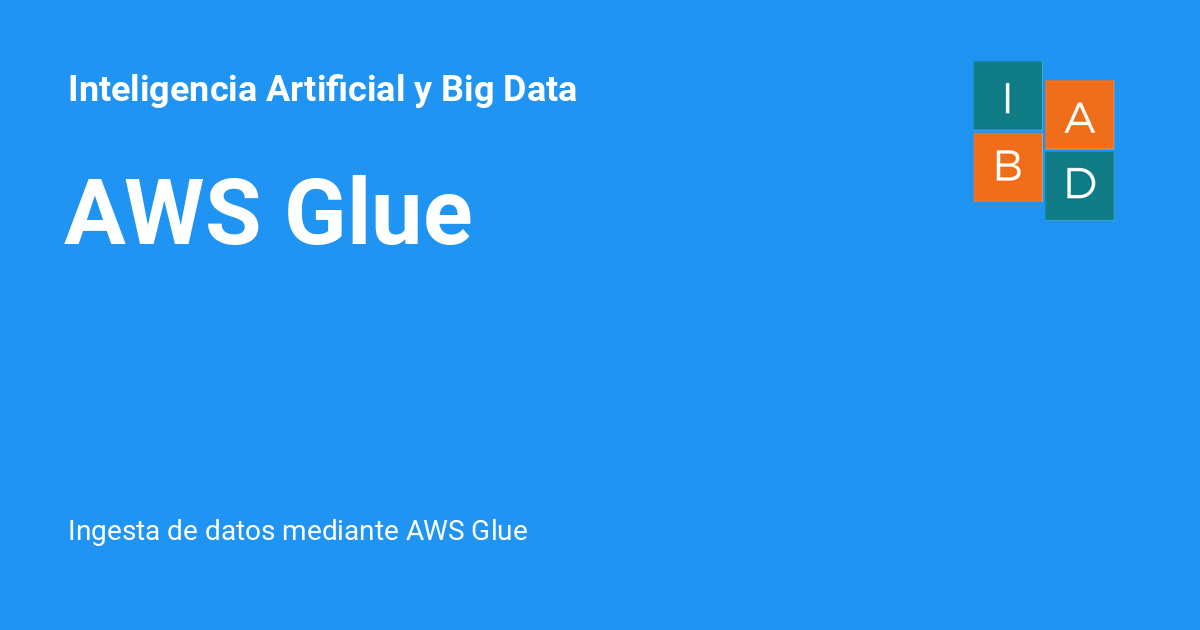 Inteligencia Artificial y Big Data
I A
B D
AWS Glue
Ingesta de datos mediante AWS Glue